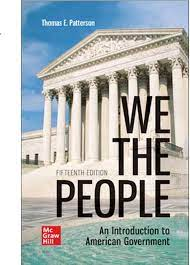 Thomas E. Patterson
WE
THE
FIFTEENTH EDITION
PEOPLE
An Introduction to
American Government
Mc
Graw
Hill